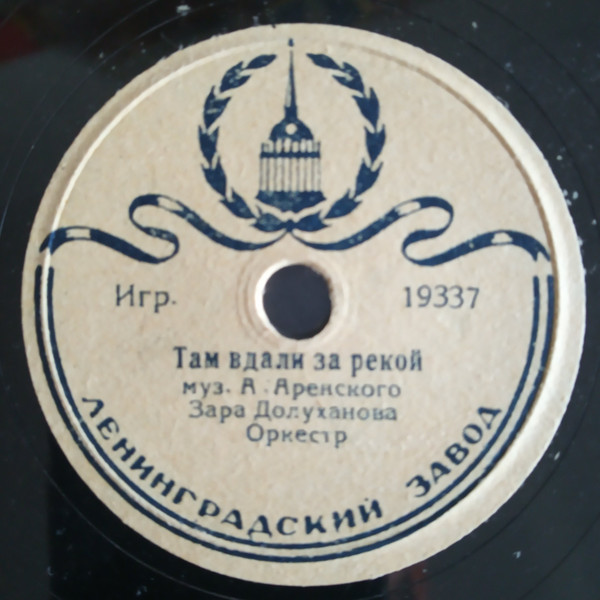 Игр. 19337
Там вдали за рекой
муз. А. Аренского
Зара Долуханова
Оркестр
ЛЕНИНГРАДСКИЙ ЗАВОД